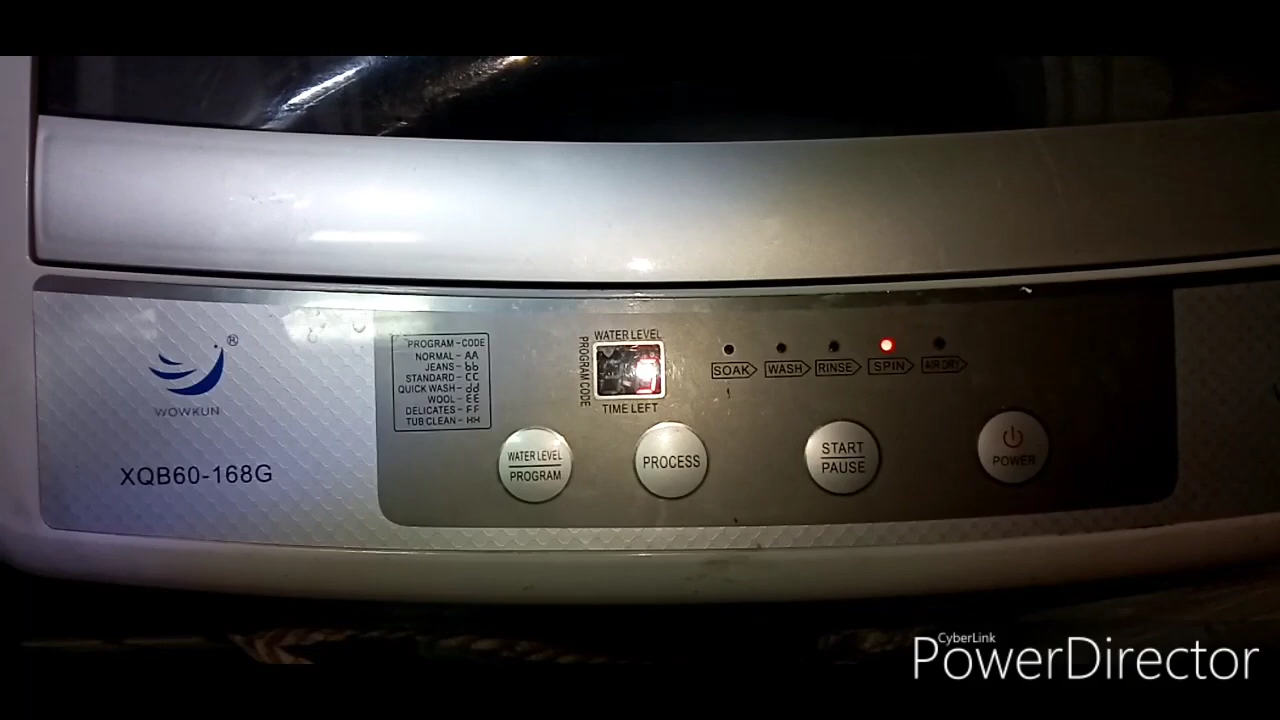 WOWKUN
®
XQB60-168G
PROGRAM-CODE
NORMAL-AA
JEANS-bb
STANDARD-CC
QUICK WASH-dd
WOOL-EE
DELICATES-FF
TUB CLEAN-HH
WATER LEVEL
PROGRAM CODE
TIME LEFT
SOAK
WASH
RINSE
SPIN
AIR DRY
WATER LEVEL
PROGRAM
PROCESS
START
PAUSE
POWER
CyberLink
PowerDirector